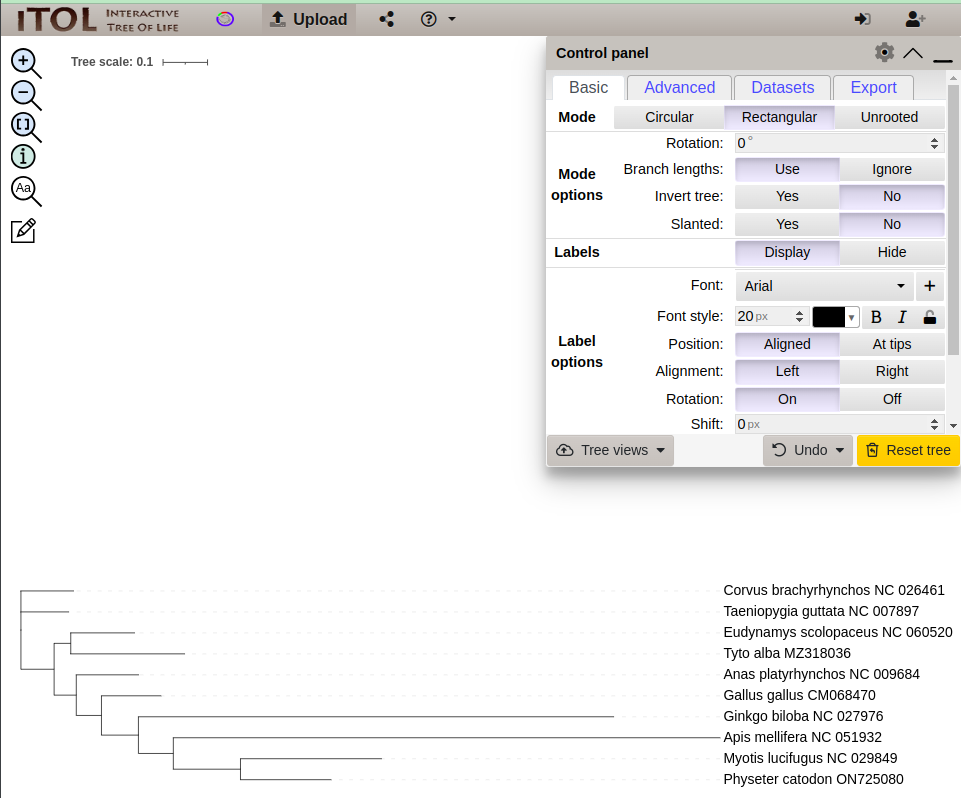 iTOL Interactive Tree Of Life Upload
Tree scale: 0.1
Aa
Control panel
Basic Advanced Datasets Export
Mode Circular Rectangular Unrooted
Mode options
Rotation: 0 °
Branch lengths: Use Ignore
Invert tree: Yes No
Slanted: Yes No
Labels Display Hide
Label options
Font: Arial +
Font style: 20 px B I
Position: Aligned At tips
Alignment: Left Right
Rotation: On Off
Shift: 0 px
Tree views Undo Reset tree
Corvus brachyrhynchos NC 026461
Taeniopygia guttata NC 007897
Eudynamys scolopaceus NC 060520
Tyto alba MZ318036
Anas platyrhynchos NC 009684
Gallus gallus CM068470
Ginkgo biloba NC 027976
Apis mellifera NC 051932
Myotis lucifugus NC 029849
Physeter catodon ON725080